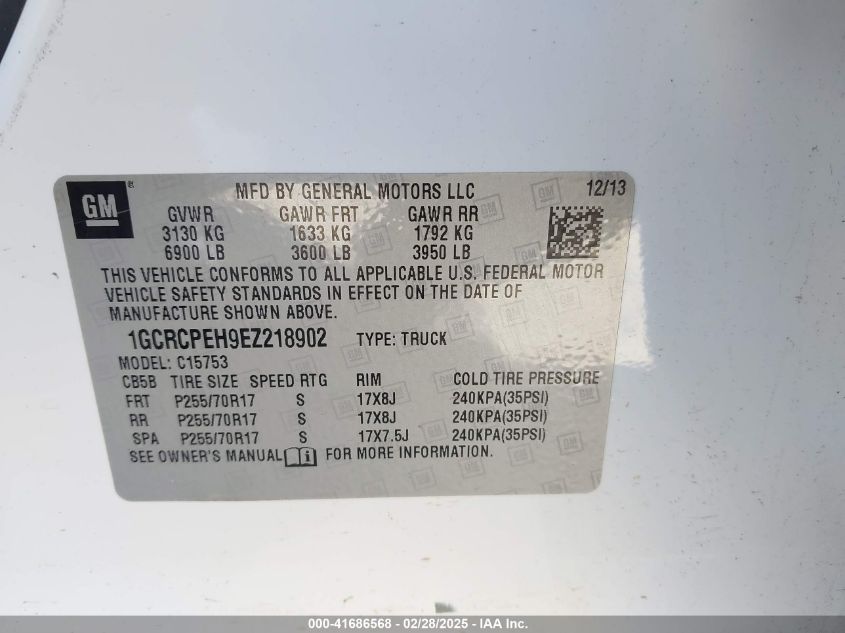 GM ®
MFD BY GENERAL MOTORS LLC 12/13
GVWR GAWR FRT GAWR RR
3130 KG 1633 KG 1792 KG
6900 LB 3600 LB 3950 LB
THIS VEHICLE CONFORMS TO ALL APPLICABLE U.S. FEDERAL MOTOR
VEHICLE SAFETY STANDARDS IN EFFECT ON THE DATE OF
MANUFACTURE SHOWN ABOVE.
1GCRCPEH9EZ218902 TYPE: TRUCK
MODEL: C15753
CB5B TIRE SIZE SPEED RTG RIM COLD TIRE PRESSURE
FRT P255/70R17 S 17X8J 240KPA(35PSI)
RR P255/70R17 S 17X8J 240KPA(35PSI)
SPA P255/70R17 S 17X7.5J 240KPA(35PSI)
SEE OWNER'S MANUAL FOR MORE INFORMATION.
000-41686568 - 02/28/2025 - IAA Inc.